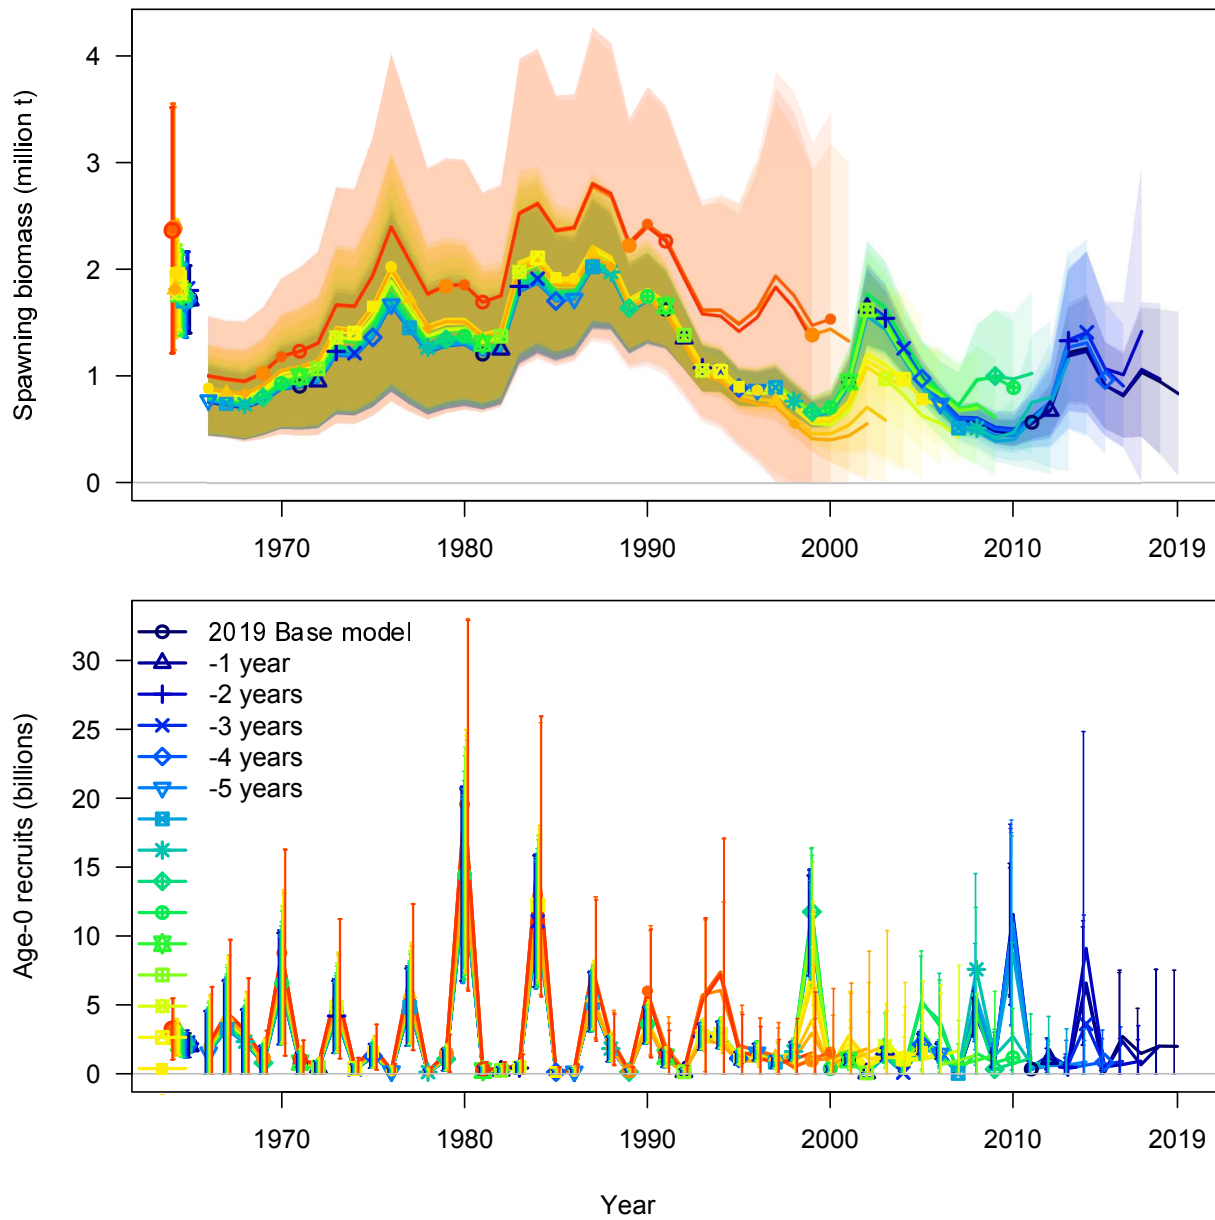 Spawning biomass (million t)
4
3
2
1
0
1970 1980 1990 2000 2010 2019
Age-0 recruits (billions)
30
25
20
15
10
5
0
2019 Base model
-1 year
-2 years
-3 years
-4 years
-5 years
1970 1980 1990 2000 2010 2019
Year